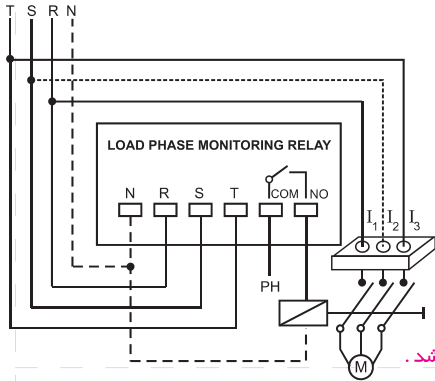 T S R N
LOAD PHASE MONITORING RELAY
N R S T COM NO
I1 I2 I3
PH
شد .
M